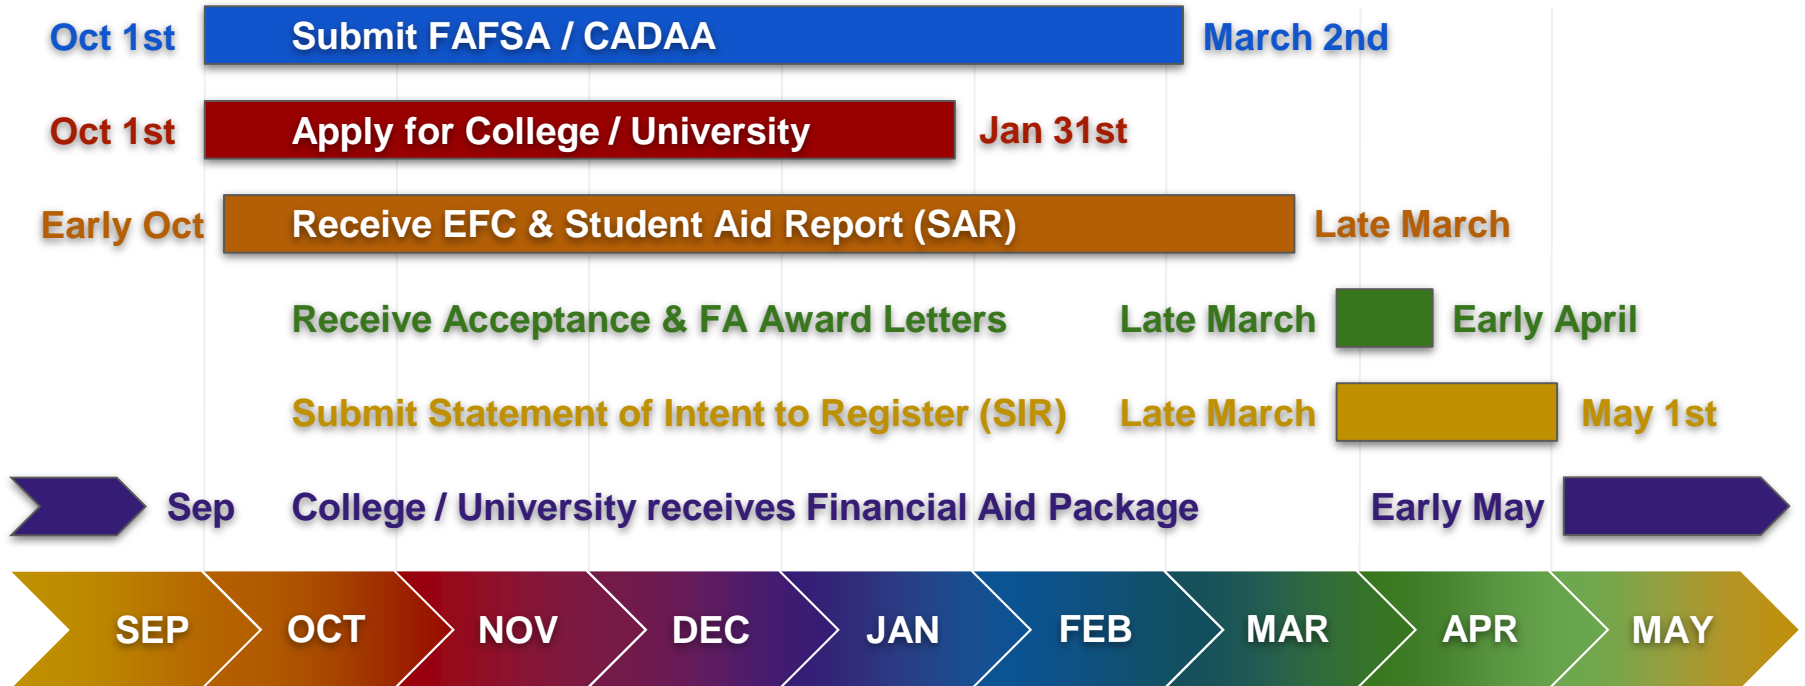 Oct 1st Submit FAFSA / CADAA March 2nd
Oct 1st Apply for College / University Jan 31st
Early Oct Receive EFC & Student Aid Report (SAR) Late March
Receive Acceptance & FA Award Letters Late March Early April
Submit Statement of Intent to Register (SIR) Late March May 1st
Sep College / University receives Financial Aid Package Early May
SEP OCT NOV DEC JAN FEB MAR APR MAY